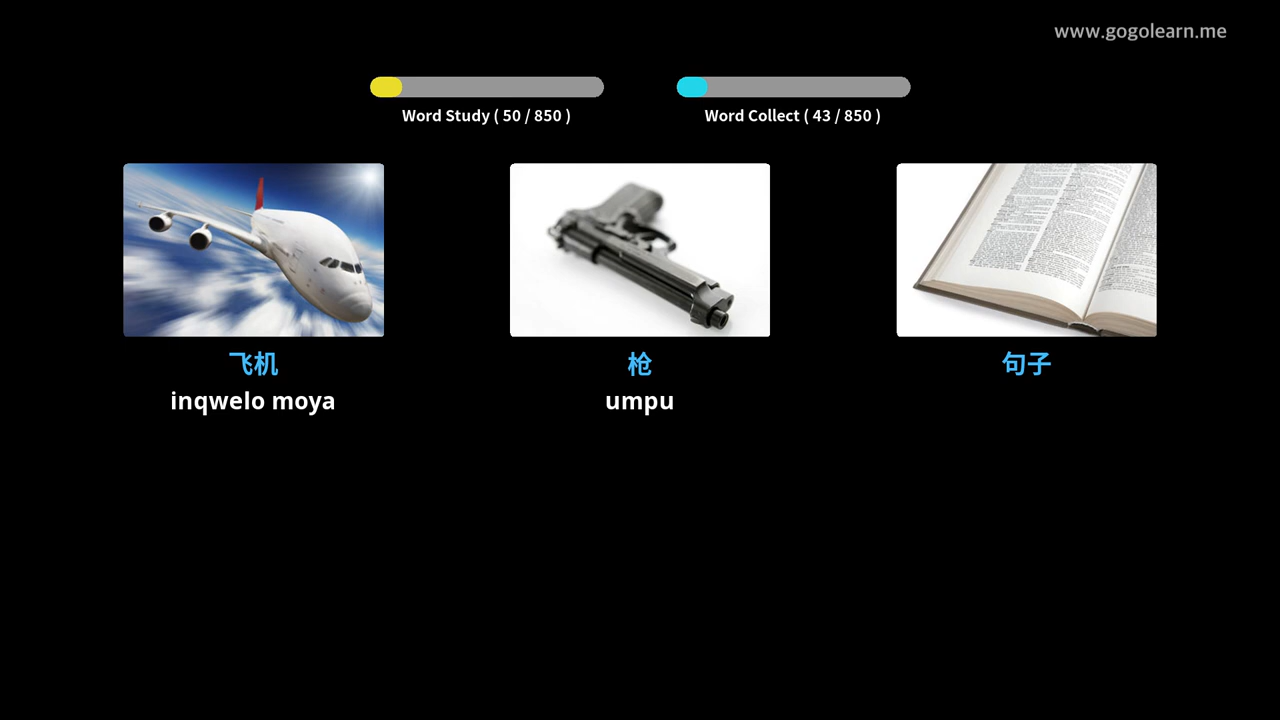 www.gogolearn.me
Word Study ( 50 / 850 )
Word Collect ( 43 / 850 )
飞机
inqwelo moya
枪
umpu
句子